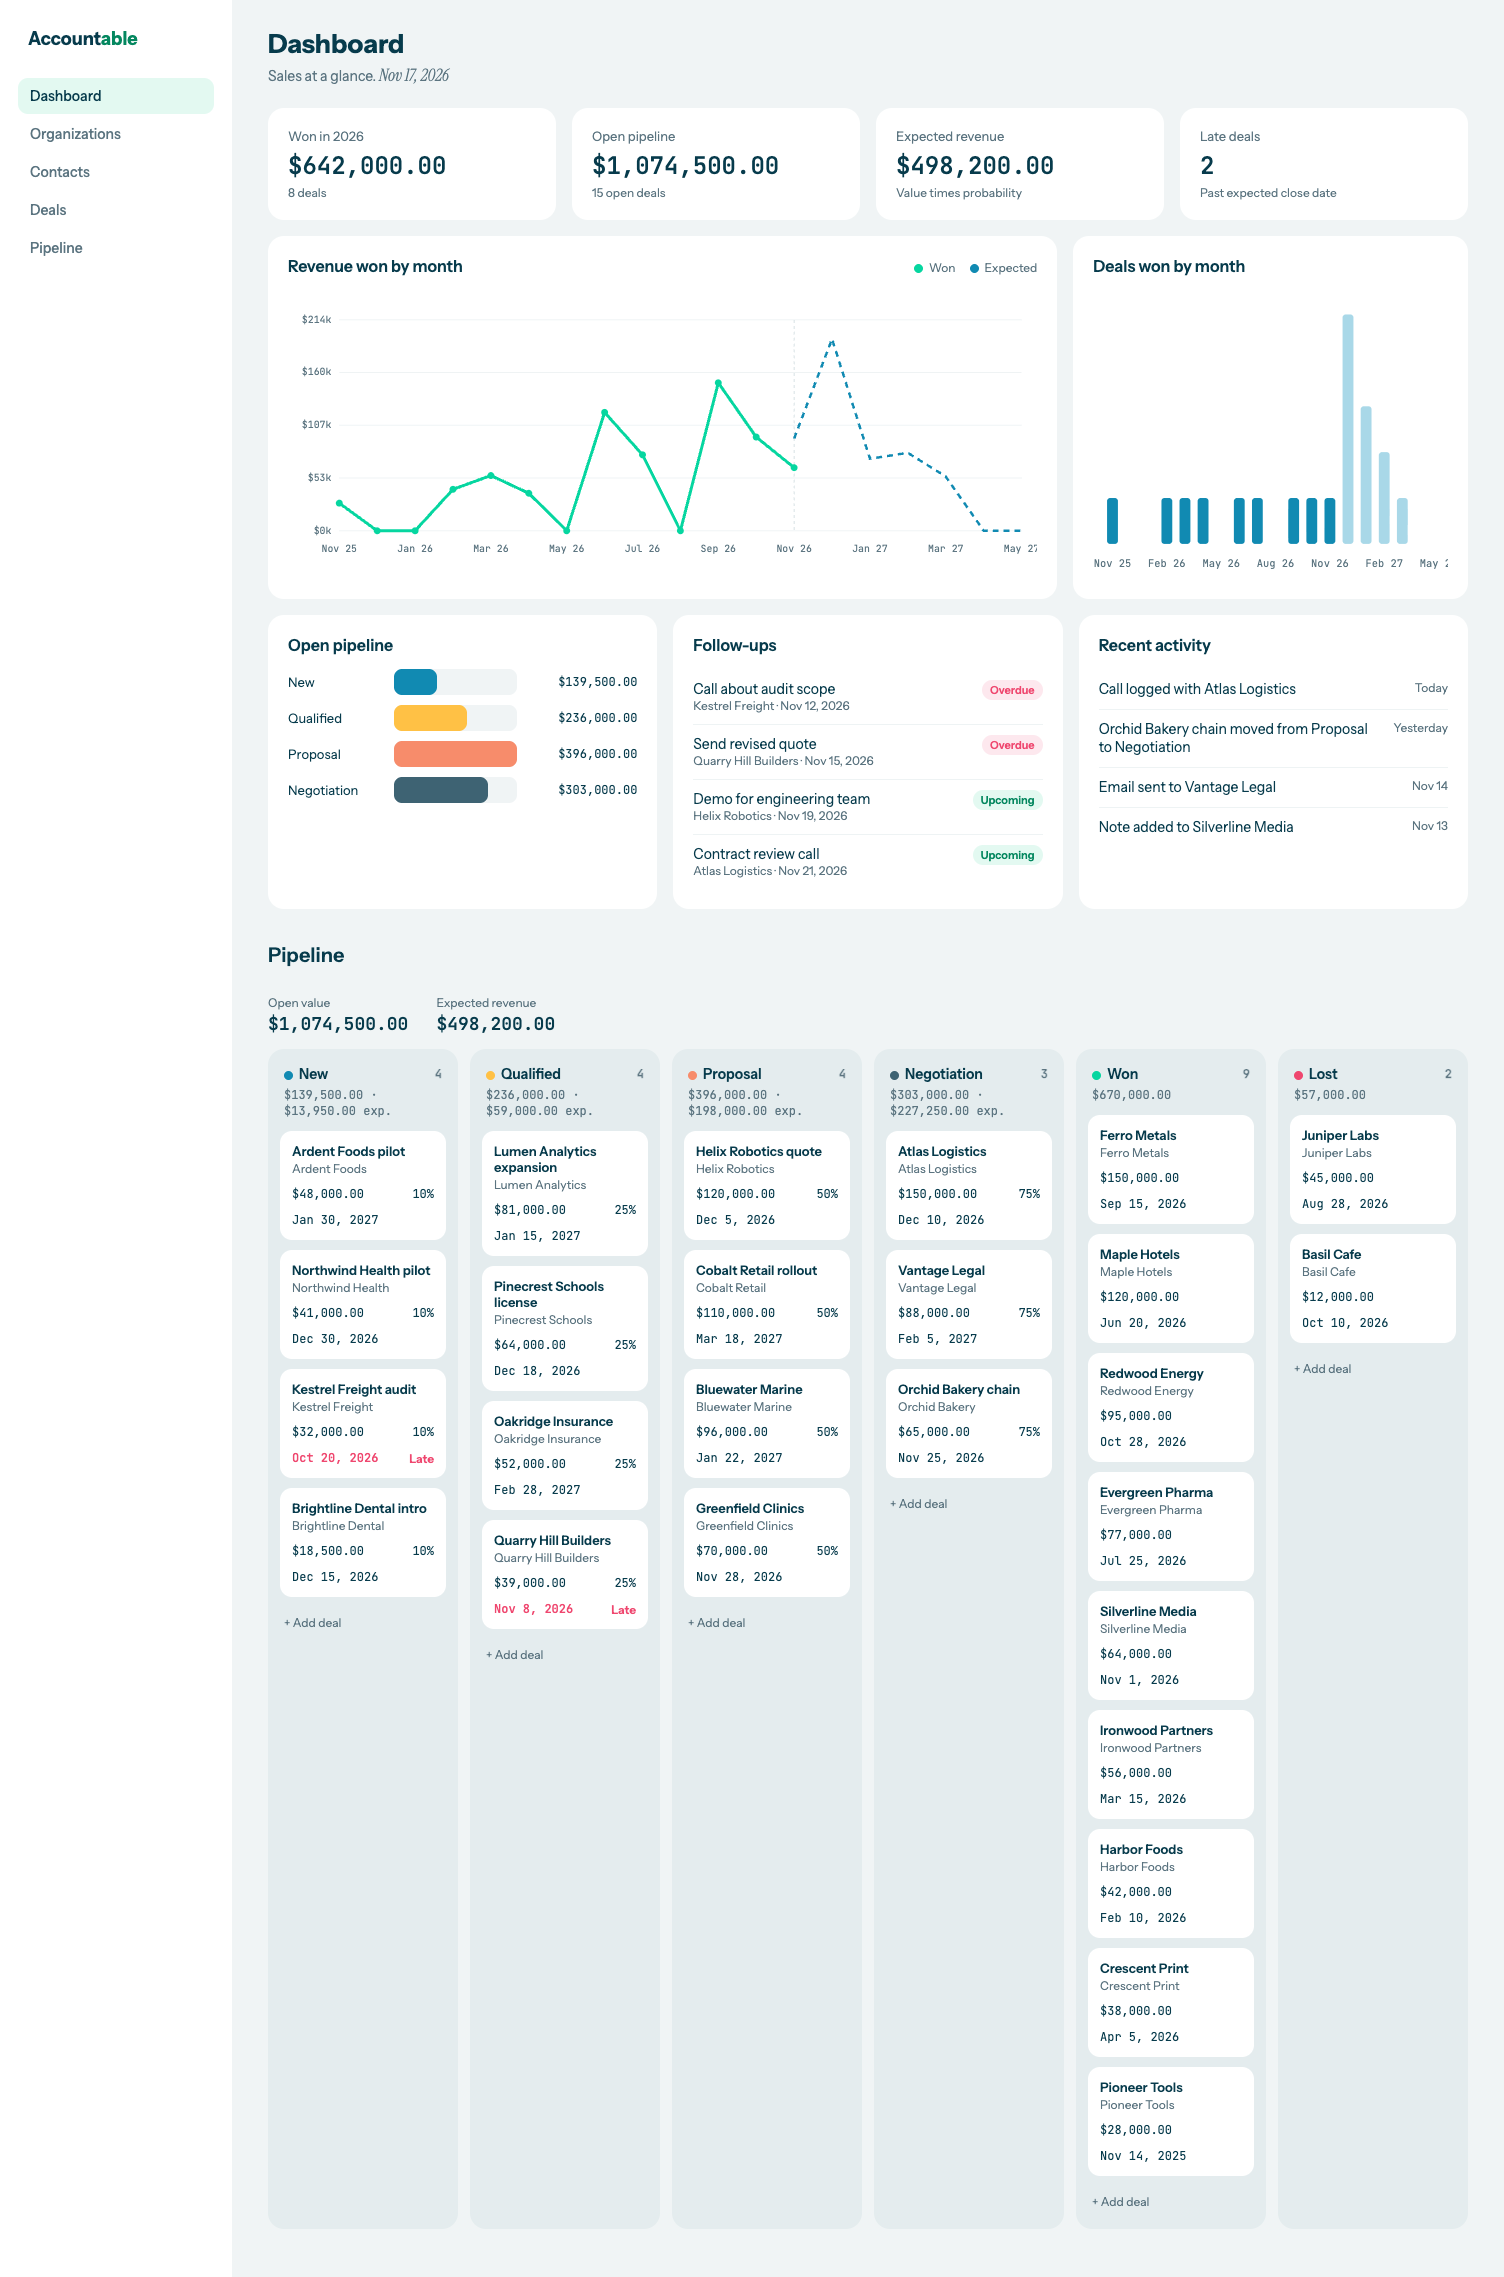 Accountable
Dashboard
Organizations
Contacts
Deals
Pipeline
Dashboard
Sales at a glance. Nov 17, 2026
Won in 2026
$642,000.00
8 deals
Open pipeline
$1,074,500.00
15 open deals
Expected revenue
$498,200.00
Value times probability
Late deals
2
Past expected close date
Revenue won by month
Won
Expected
$214k
$160k
$107k
$53k
$0k
Nov 25
Jan 26
Mar 26
May 26
Jul 26
Sep 26
Nov 26
Jan 27
Mar 27
May 27
Deals won by month
Nov 25
Feb 26
May 26
Aug 26
Nov 26
Feb 27
May 2
Open pipeline
New
$139,500.00
Qualified
$236,000.00
Proposal
$396,000.00
Negotiation
$303,000.00
Follow-ups
Call about audit scope
Overdue
Kestrel Freight · Nov 12, 2026
Send revised quote
Overdue
Quarry Hill Builders · Nov 15, 2026
Demo for engineering team
Upcoming
Helix Robotics · Nov 19, 2026
Contract review call
Upcoming
Atlas Logistics · Nov 21, 2026
Recent activity
Call logged with Atlas Logistics
Today
Orchid Bakery chain moved from Proposal
to Negotiation
Yesterday
Email sent to Vantage Legal
Nov 14
Note added to Silverline Media
Nov 13
Pipeline
Open value
$1,074,500.00
Expected revenue
$498,200.00
New
4
$139,500.00 ·
$13,950.00 exp.
Ardent Foods pilot
Ardent Foods
$48,000.00
10%
Jan 30, 2027
Northwind Health pilot
Northwind Health
$41,000.00
10%
Dec 30, 2026
Kestrel Freight audit
Kestrel Freight
$32,000.00
10%
Oct 20, 2026
Late
Brightline Dental intro
Brightline Dental
$18,500.00
10%
Dec 15, 2026
+ Add deal
Qualified
4
$236,000.00 ·
$59,000.00 exp.
Lumen Analytics
expansion
Lumen Analytics
$81,000.00
25%
Jan 15, 2027
Pinecrest Schools
license
Pinecrest Schools
$64,000.00
25%
Dec 18, 2026
Oakridge Insurance
Oakridge Insurance
$52,000.00
25%
Feb 28, 2027
Quarry Hill Builders
Quarry Hill Builders
$39,000.00
25%
Nov 8, 2026
Late
+ Add deal
Proposal
4
$396,000.00 ·
$198,000.00 exp.
Helix Robotics quote
Helix Robotics
$120,000.00
50%
Dec 5, 2026
Cobalt Retail rollout
Cobalt Retail
$110,000.00
50%
Mar 18, 2027
Bluewater Marine
Bluewater Marine
$96,000.00
50%
Jan 22, 2027
Greenfield Clinics
Greenfield Clinics
$70,000.00
50%
Nov 28, 2026
+ Add deal
Negotiation
3
$303,000.00 ·
$227,250.00 exp.
Atlas Logistics
Atlas Logistics
$150,000.00
75%
Dec 10, 2026
Vantage Legal
Vantage Legal
$88,000.00
75%
Feb 5, 2027
Orchid Bakery chain
Orchid Bakery
$65,000.00
75%
Nov 25, 2026
+ Add deal
Won
9
$670,000.00
Ferro Metals
Ferro Metals
$150,000.00
Sep 15, 2026
Maple Hotels
Maple Hotels
$120,000.00
Jun 20, 2026
Redwood Energy
Redwood Energy
$95,000.00
Oct 28, 2026
Evergreen Pharma
Evergreen Pharma
$77,000.00
Jul 25, 2026
Silverline Media
Silverline Media
$64,000.00
Nov 1, 2026
Ironwood Partners
Ironwood Partners
$56,000.00
Mar 15, 2026
Harbor Foods
Harbor Foods
$42,000.00
Feb 10, 2026
Crescent Print
Crescent Print
$38,000.00
Apr 5, 2026
Pioneer Tools
Pioneer Tools
$28,000.00
Nov 14, 2025
+ Add deal
Lost
2
$57,000.00
Juniper Labs
Juniper Labs
$45,000.00
Aug 28, 2026
Basil Cafe
Basil Cafe
$12,000.00
Oct 10, 2026
+ Add deal